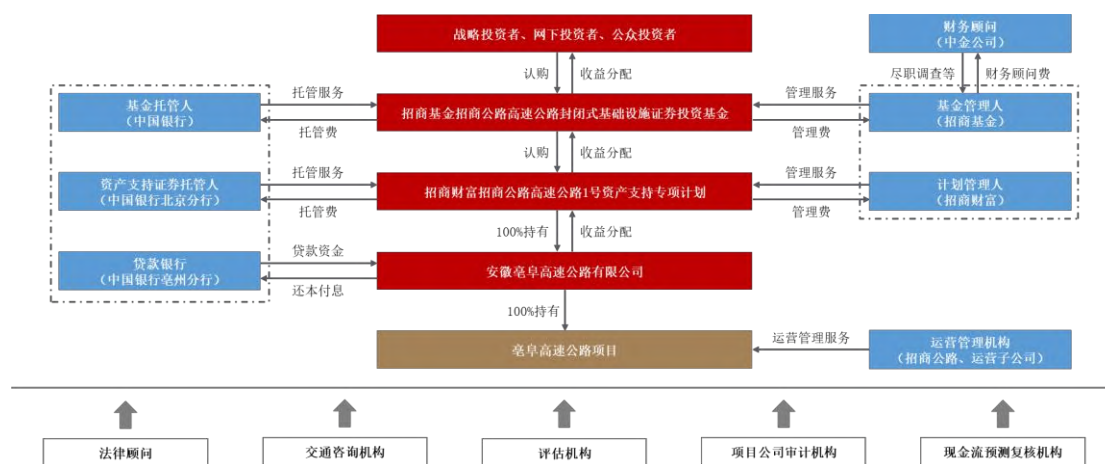 战略投资者、网下投资者、公众投资者
财务顾问
（中金公司）
认购
收益分配
尽职调查等
财务顾问费
基金托管人
（中国银行）
托管服务
托管费
招商基金招商公路高速公路封闭式基础设施证券投资基金
管理服务
管理费
基金管理人
（招商基金）
认购
收益分配
资产支持证券托管人
（中国银行北京分行）
托管服务
托管费
招商财富招商公路高速公路1号资产支持专项计划
管理服务
管理费
计划管理人
（招商财富）
100%持有
收益分配
贷款银行
（中国银行亳州分行）
贷款资金
还本付息
安徽亳阜高速公路有限公司
100%持有
亳阜高速公路项目
运营管理服务
运营管理机构
（招商公路、运营子公司）
法律顾问
交通咨询机构
评估机构
项目公司审计机构
现金流预测复核机构